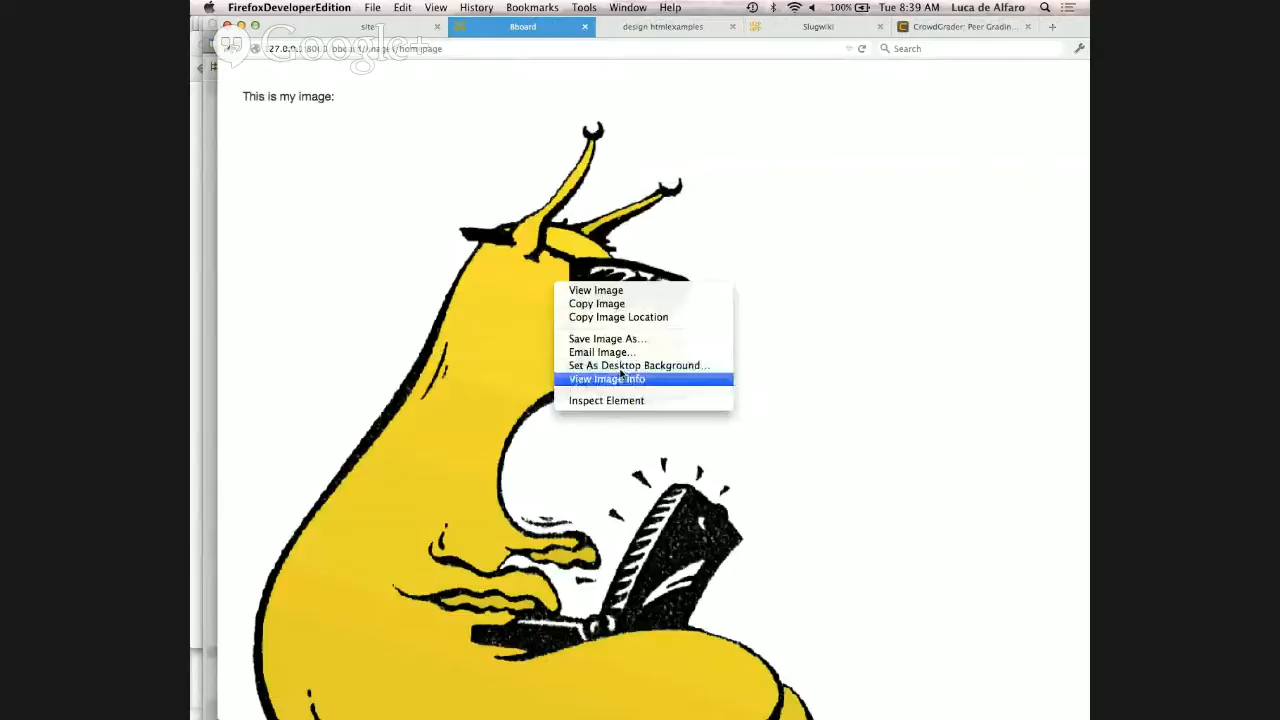 FirefoxDeveloperEdition File Edit View History Bookmarks Tools Window Help 100% Tue 8:39 AM Luca de Alfaro
site Bboard design htmlexamples Slugwiki CrowdGrader: Peer Gradin...
Search
Google+
This is my image:
View Image
Copy Image
Copy Image Location
Save Image As...
Email Image...
Set As Desktop Background...
View Image Info
Inspect Element